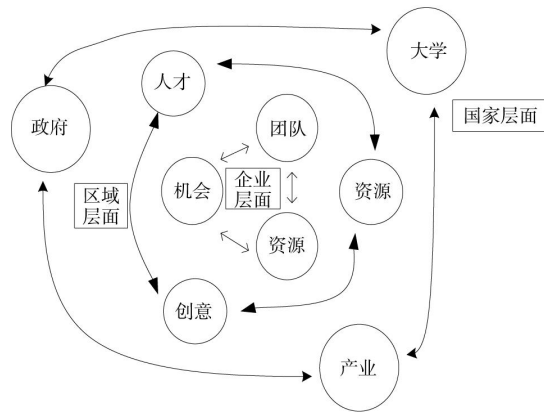 大学
人才
国家层面
政府
团队
企业
层面
机会
资源
区域
层面
资源
创意
产业